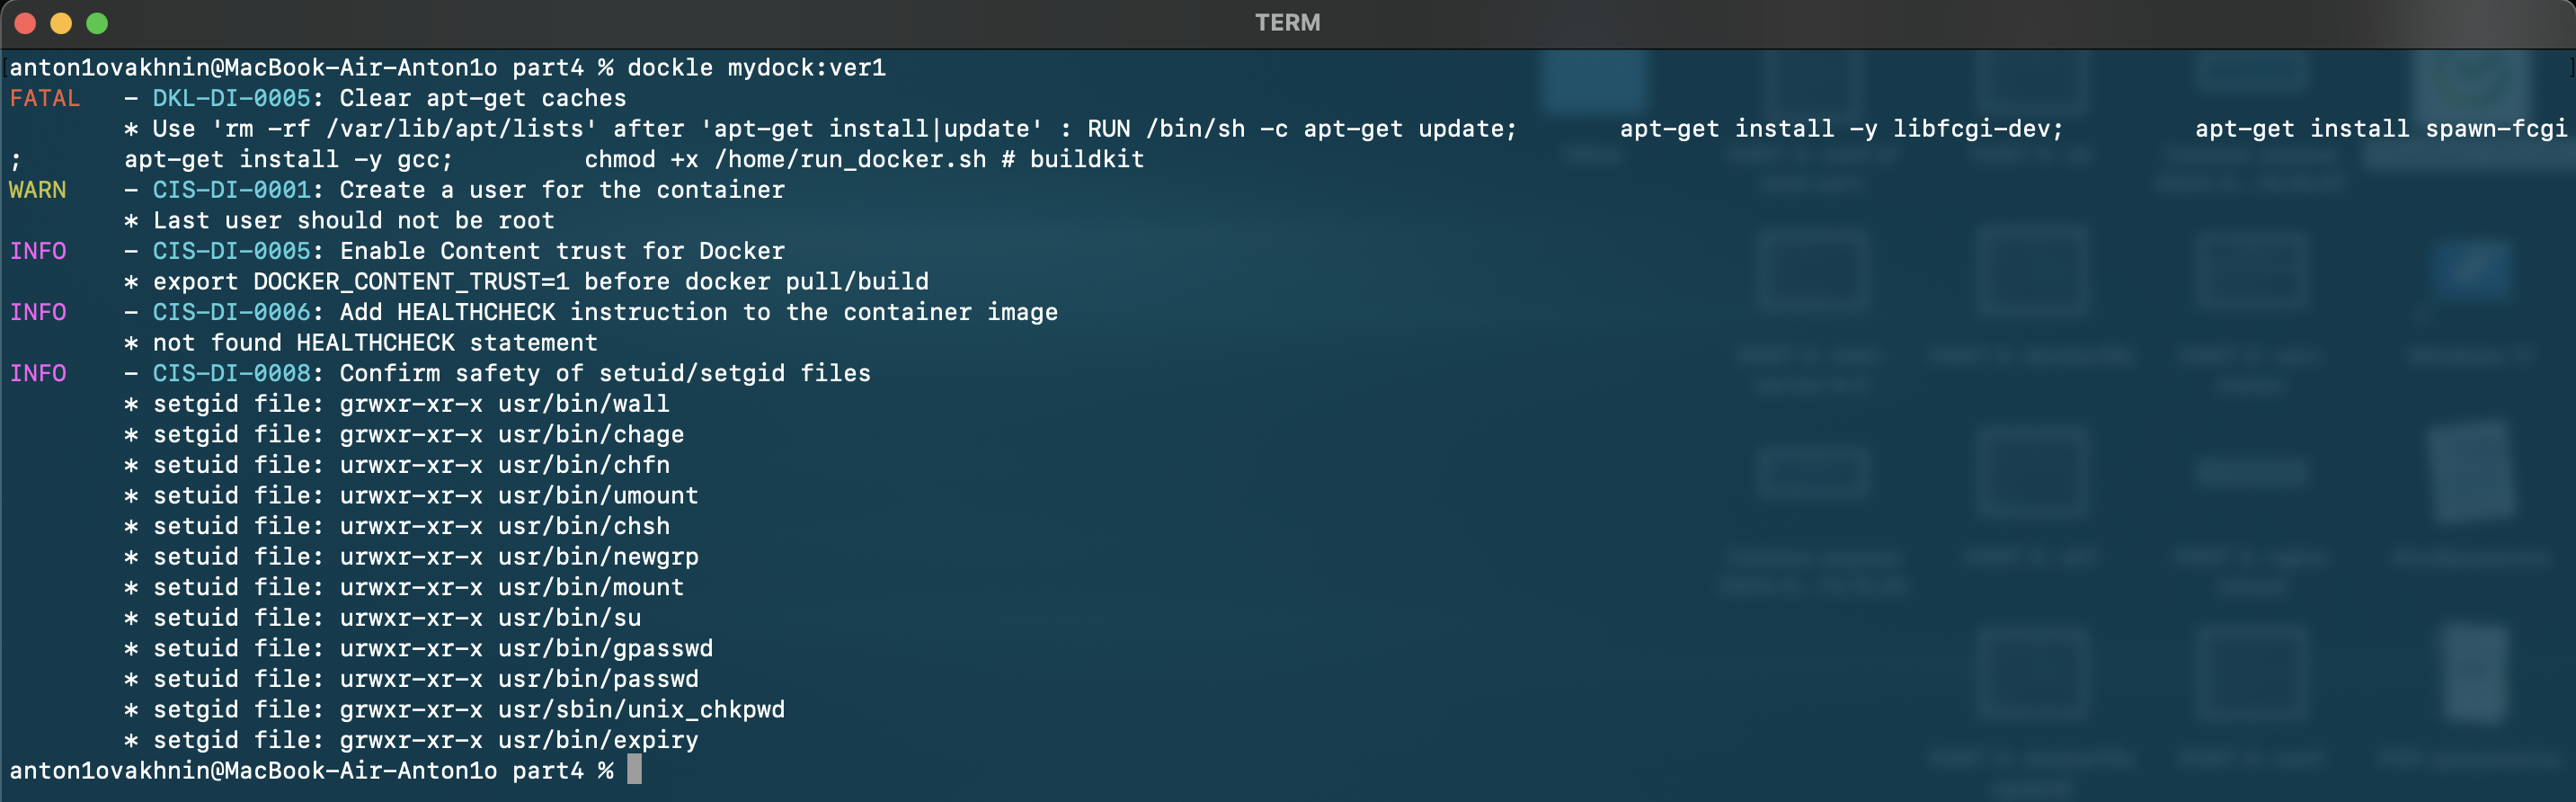 TERM
anton1ovakhnin@MacBook-Air-Anton1o part4 % dockle mydock:ver1
FATAL   - DKL-DI-0005: Clear apt-get caches
        * Use 'rm -rf /var/lib/apt/lists' after 'apt-get install|update' : RUN /bin/sh -c apt-get update;       apt-get install -y libfcgi-dev;         apt-get install spawn-fcgi
;       apt-get install -y gcc;         chmod +x /home/run_docker.sh # buildkit
WARN    - CIS-DI-0001: Create a user for the container
        * Last user should not be root
INFO    - CIS-DI-0005: Enable Content trust for Docker
        * export DOCKER_CONTENT_TRUST=1 before docker pull/build
INFO    - CIS-DI-0006: Add HEALTHCHECK instruction to the container image
        * not found HEALTHCHECK statement
INFO    - CIS-DI-0008: Confirm safety of setuid/setgid files
        * setgid file: grwxr-xr-x usr/bin/wall
        * setgid file: grwxr-xr-x usr/bin/chage
        * setuid file: urwxr-xr-x usr/bin/chfn
        * setuid file: urwxr-xr-x usr/bin/umount
        * setuid file: urwxr-xr-x usr/bin/chsh
        * setuid file: urwxr-xr-x usr/bin/newgrp
        * setuid file: urwxr-xr-x usr/bin/mount
        * setuid file: urwxr-xr-x usr/bin/su
        * setuid file: urwxr-xr-x usr/bin/gpasswd
        * setuid file: urwxr-xr-x usr/bin/passwd
        * setgid file: grwxr-xr-x usr/sbin/unix_chkpwd
        * setgid file: grwxr-xr-x usr/bin/expiry
anton1ovakhnin@MacBook-Air-Anton1o part4 %